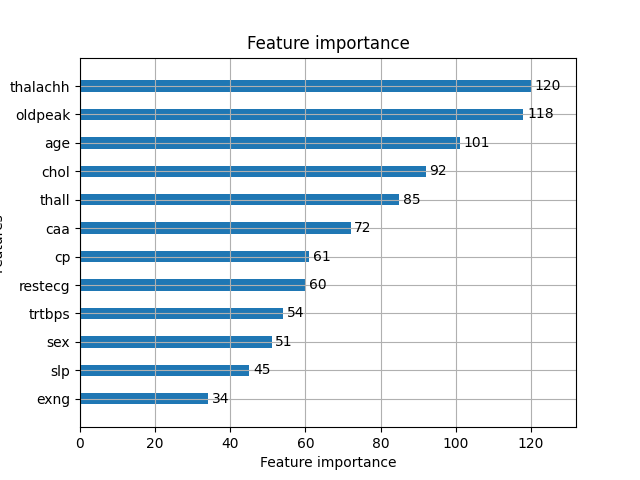 Feature importance
thalachh 120
oldpeak 118
age 101
chol 92
thall 85
caa 72
cp 61
restecg 60
trtbps 54
sex 51
slp 45
exng 34
0 20 40 60 80 100 120
Feature importance